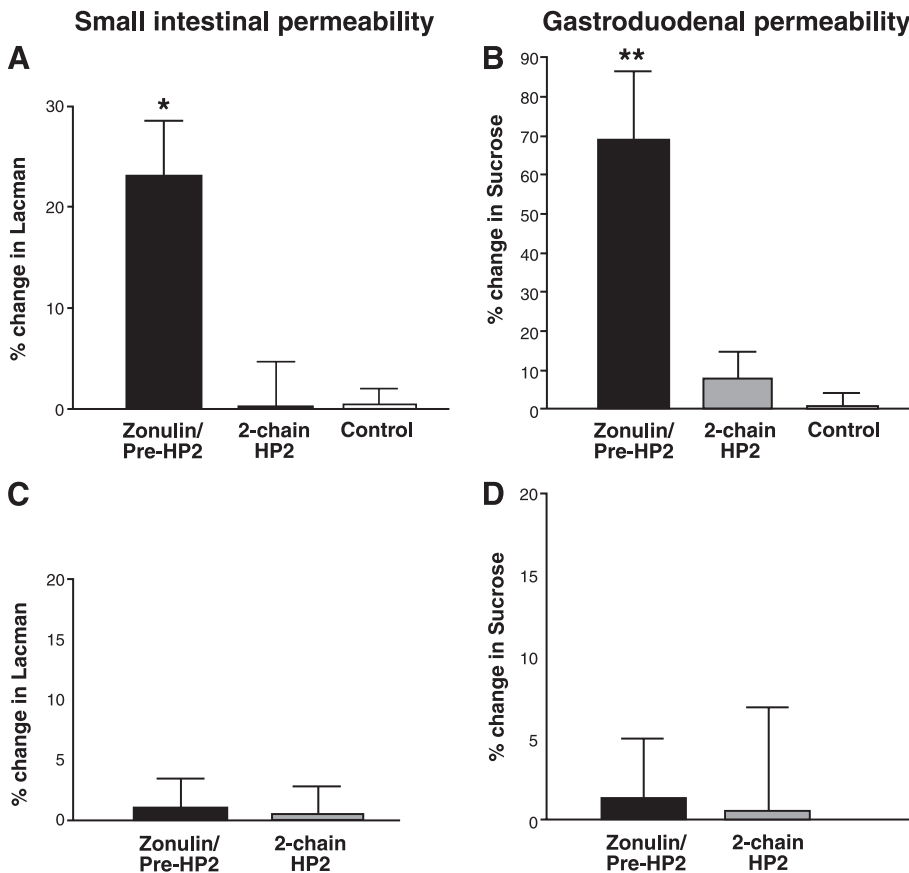 Small intestinal permeability
Gastroduodenal permeability
A
% change in Lacman
30
20
10
0
*
Zonulin/
Pre-HP2
2-chain
HP2
Control
B
% change in Sucrose
90
80
70
60
50
40
30
20
10
0
**
Zonulin/
Pre-HP2
2-chain
HP2
Control
C
% change in Lacman
20
15
10
5
0
Zonulin/
Pre-HP2
2-chain
HP2
D
% change in Sucrose
20
15
10
5
0
Zonulin/
Pre-HP2
2-chain
HP2